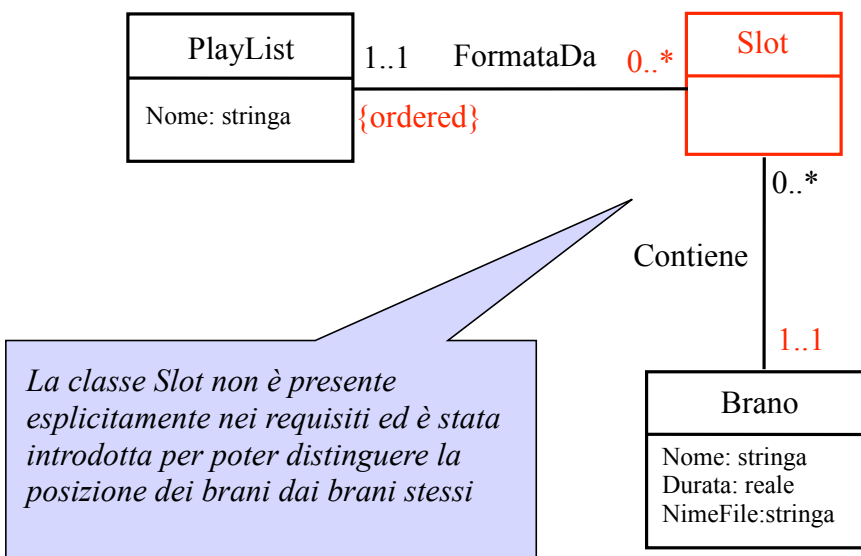 PlayList
1..1
FormataDa
0..*
Slot
Nome: stringa
{ordered}
0..*
Contiene
1..1
La classe Slot non è presente
esplicitamente nei requisiti ed è stata
introdotta per poter distinguere la
posizione dei brani dai brani stessi
Brano
Nome: stringa
Durata: reale
NimeFile:stringa